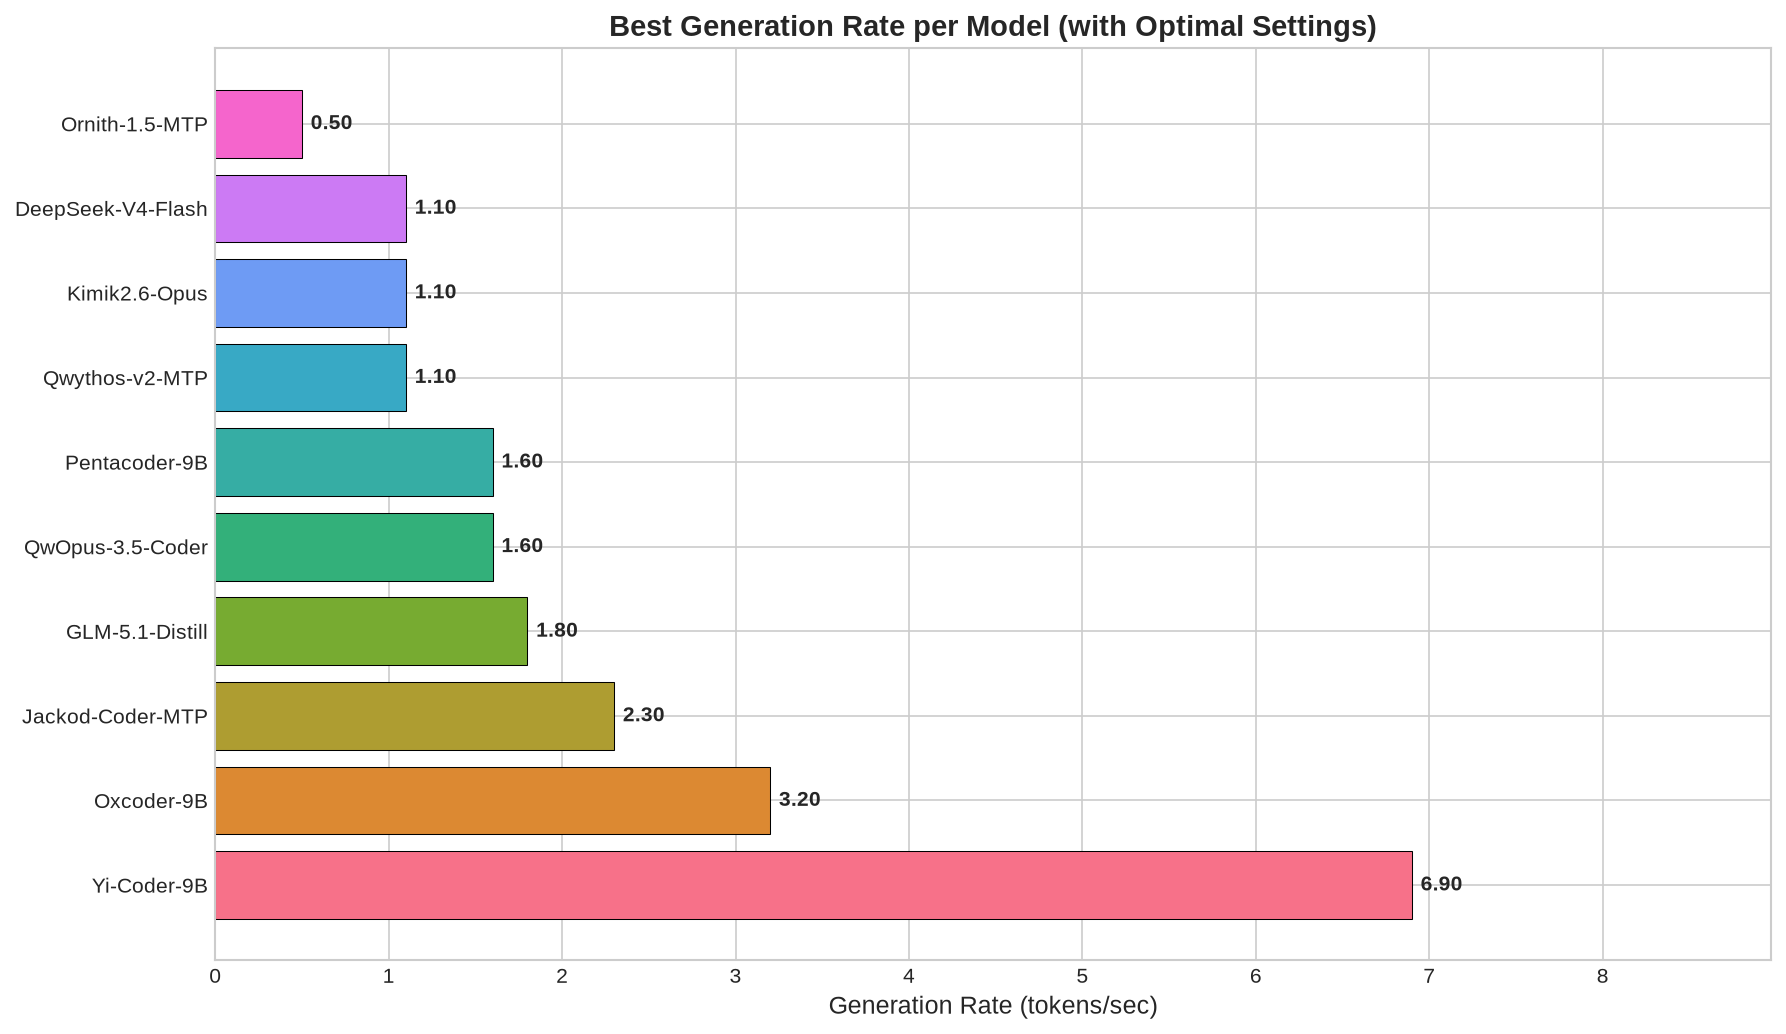 Best Generation Rate per Model (with Optimal Settings)
Ornith-1.5-MTP 0.50
DeepSeek-V4-Flash 1.10
Kimik2.6-Opus 1.10
Qwythos-v2-MTP 1.10
Pentacoder-9B 1.60
QwOpus-3.5-Coder 1.60
GLM-5.1-Distill 1.80
Jackod-Coder-MTP 2.30
Oxcoder-9B 3.20
Yi-Coder-9B 6.90
0 1 2 3 4 5 6 7 8
Generation Rate (tokens/sec)